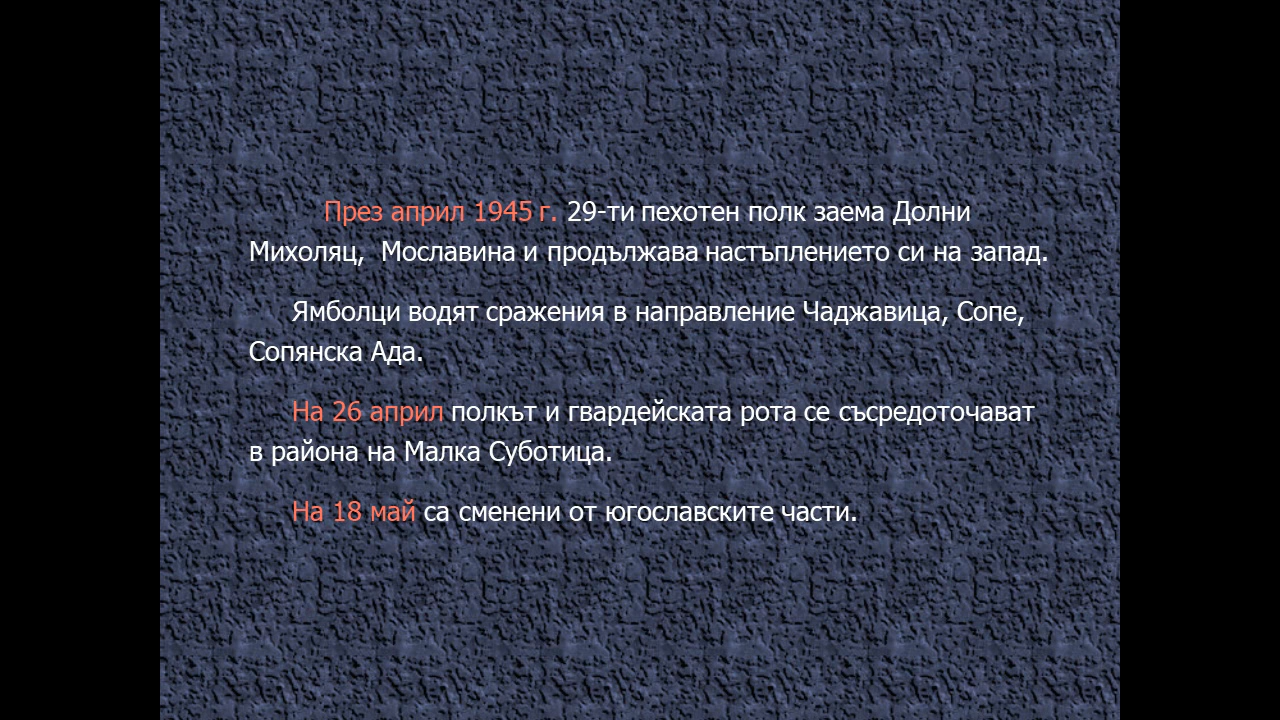 През април 1945 г. 29-ти пехотен полк заема Долни
Михоляц, Мославина и продължава настъплението си на запад.
Ямболци водят сражения в направление Чаджавица, Сопе,
Сопянска Ада.
На 26 април полкът и гвардейската рота се съсредоточават
в района на Малка Суботица.
На 18 май са сменени от югославските части.